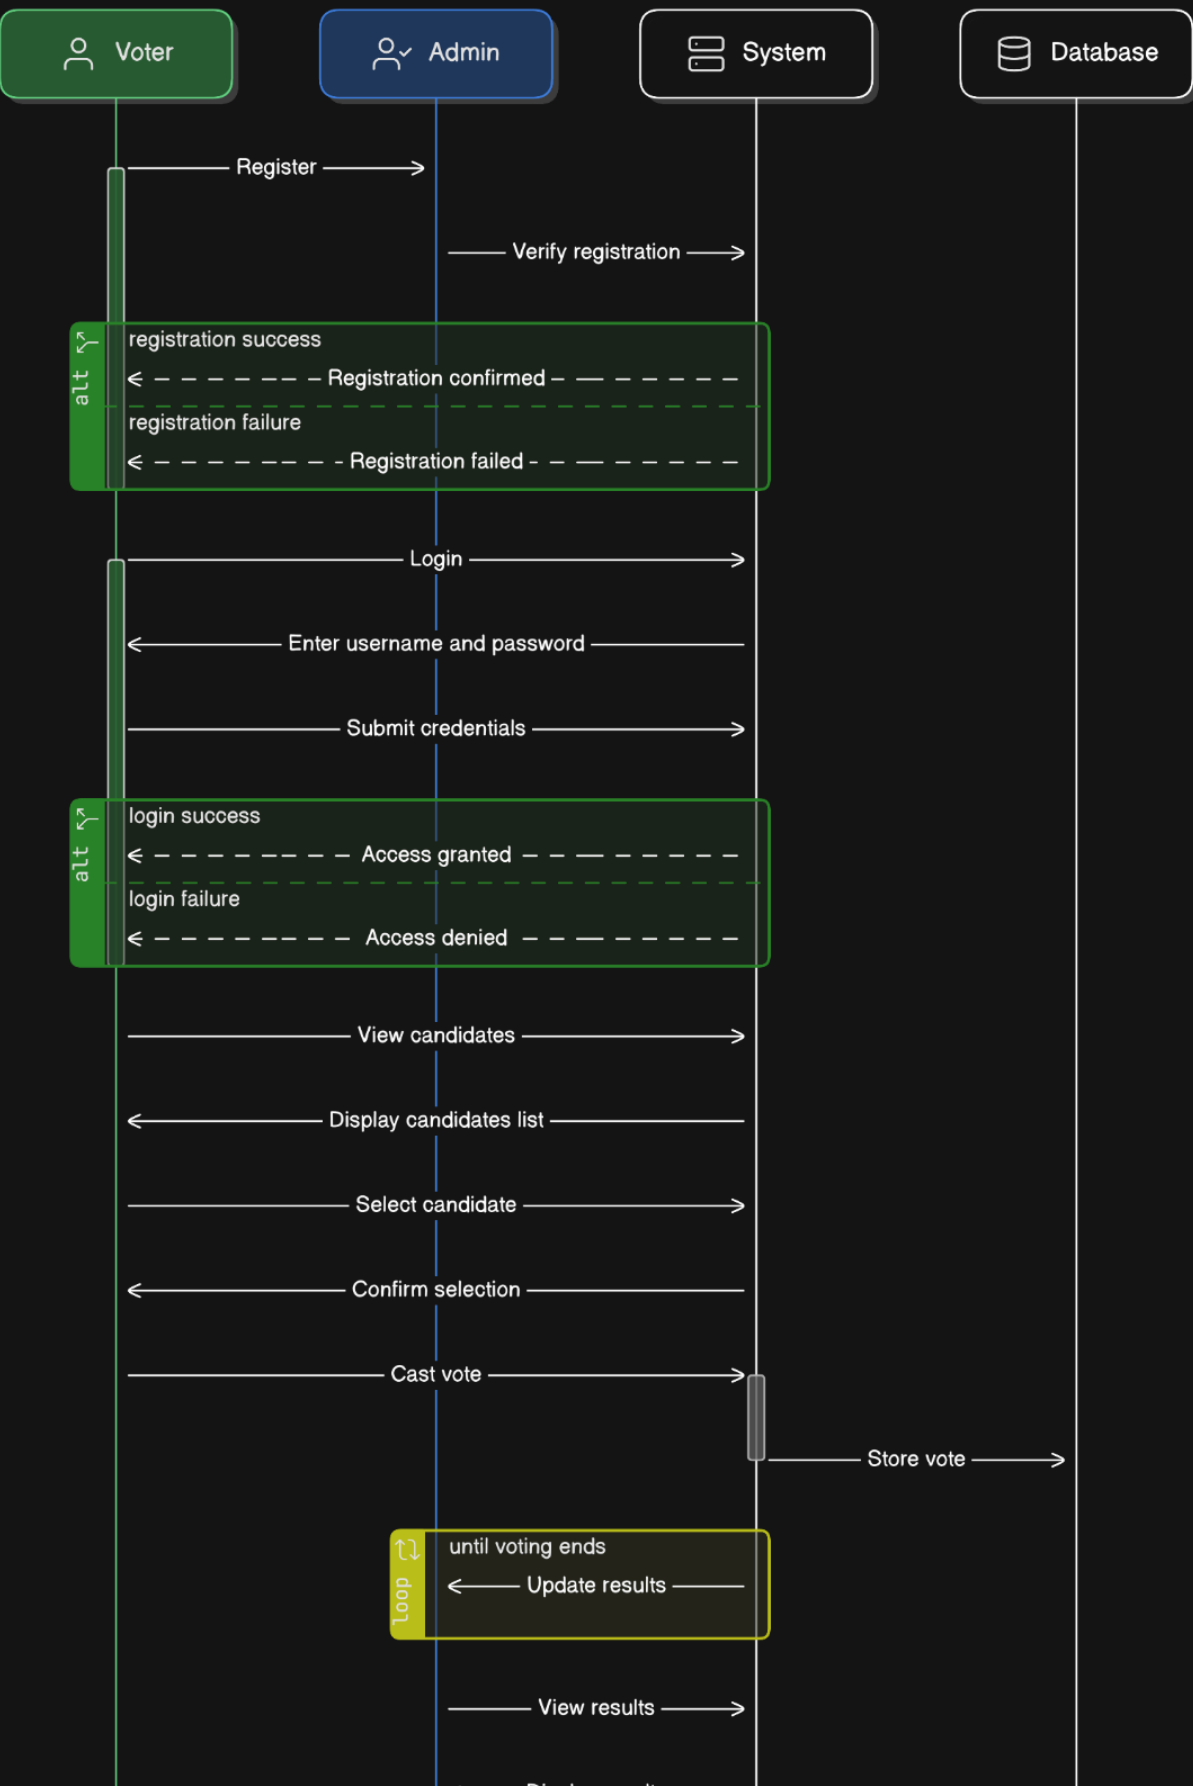 Voter
Admin
System
Database
Register
Verify registration
alt
registration success
Registration confirmed
registration failure
Registration failed
Login
Enter username and password
Submit credentials
alt
login success
Access granted
login failure
Access denied
View candidates
Display candidates list
Select candidate
Confirm selection
Cast vote
Store vote
loop
until voting ends
Update results
View results